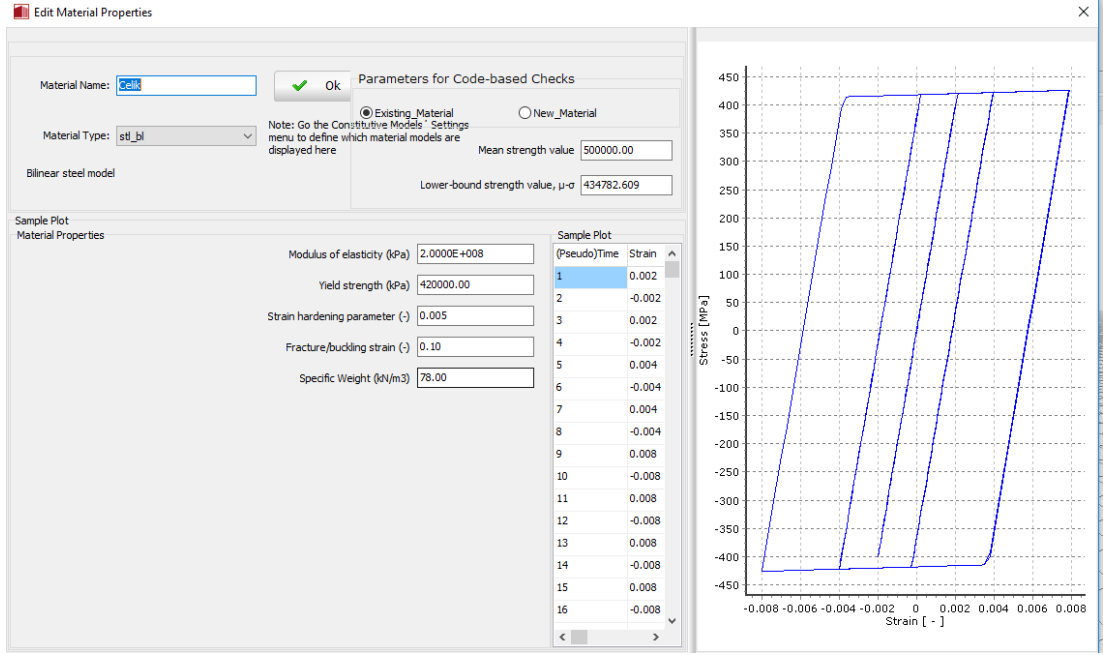 Edit Material Properties
Material Name: Celik
Ok
Material Type: stl_bl
Note: Go the Constitutive Models` Settings
menu to define which material models are
displayed here
Bilinear steel model
Parameters for Code-based Checks
Existing_Material New_Material
Mean strength value 500000.00
Lower-bound strength value, µ-σ 434782.609
Sample Plot
Material Properties
Modulus of elasticity (kPa) 2.0000E+008
Yield strength (kPa) 420000.00
Strain hardening parameter (-) 0.005
Fracture/buckling strain (-) 0.10
Specific Weight (kN/m3) 78.00
Sample Plot
(Pseudo)Time Strain
1 0.002
2 -0.002
3 0.002
4 -0.002
5 0.004
6 -0.004
7 0.004
8 -0.004
9 0.008
10 -0.008
11 0.008
12 -0.008
13 0.008
14 -0.008
15 0.008
16 -0.008
Stress [MPa]
450
400
350
300
250
200
150
100
50
0
-50
-100
-150
-200
-250
-300
-350
-400
-450
-0.008 -0.006 -0.004 -0.002 0 0.002 0.004 0.006 0.008
Strain [ - ]